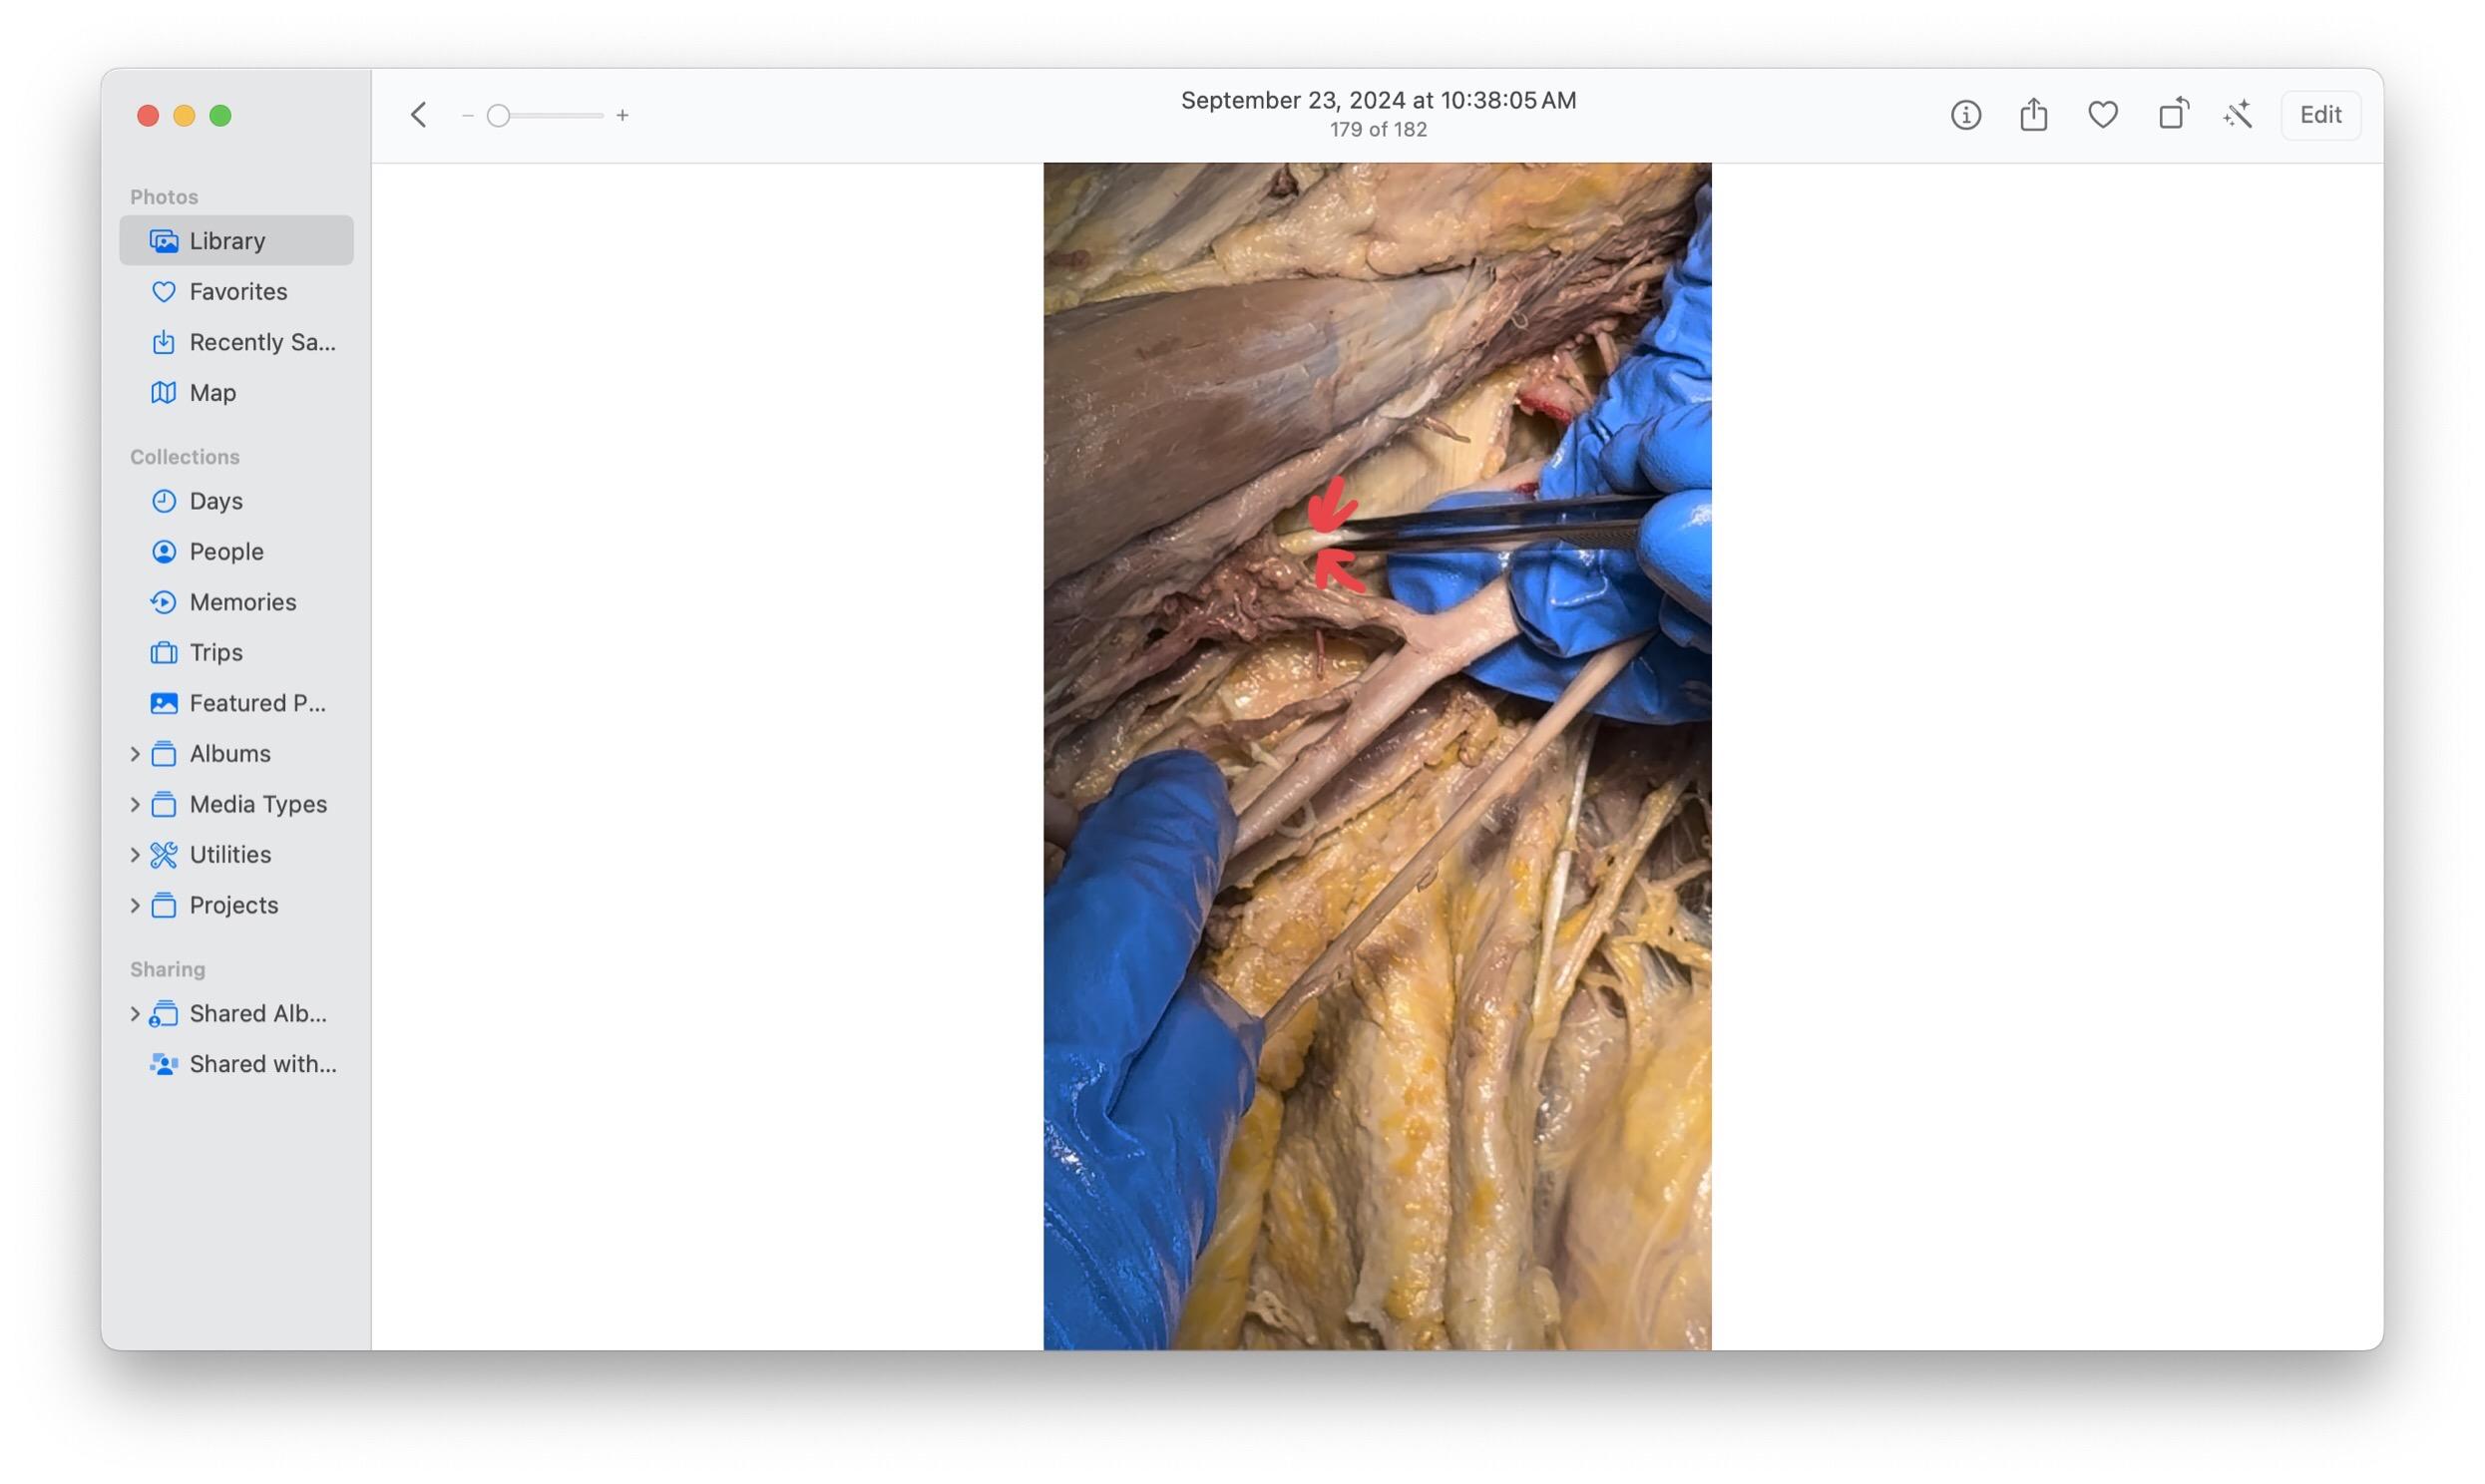 September 23, 2024 at 10:38:05 AM
179 of 182
Edit
Photos
Library
Favorites
Recently Sa...
Map
Collections
Days
People
Memories
Trips
Featured P...
Albums
Media Types
Utilities
Projects
Sharing
Shared Alb...
Shared with...